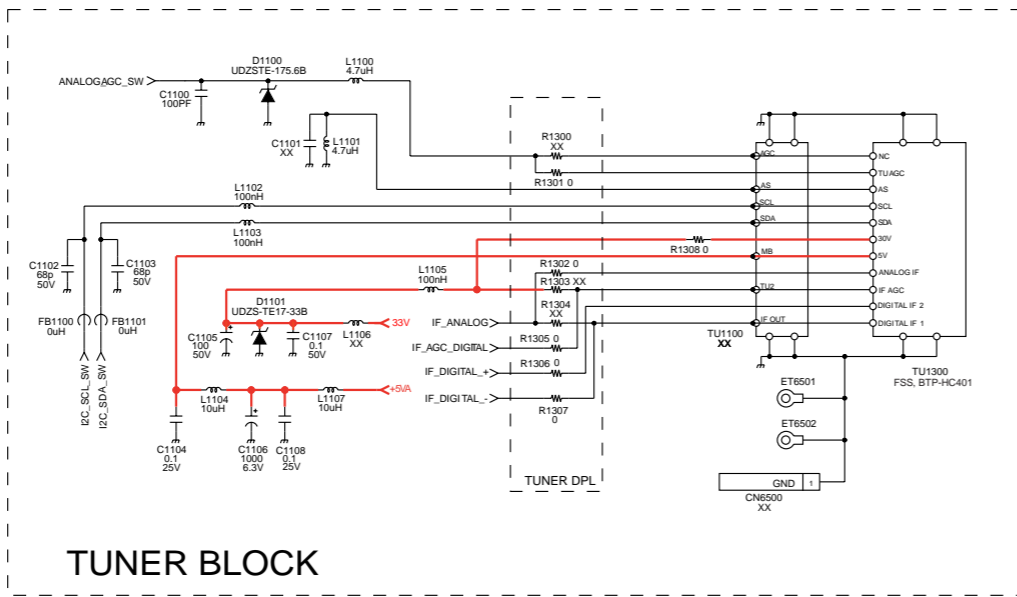 D1100
UDZSTE-175.6B
L1100
4.7uH
ANALOGAGC_SW
C1100
100PF
C1101
XX
L1101
4.7uH
R1300
XX
R1301 0
L1102
100nH
L1103
100nH
C1102
68p
50V
C1103
68p
50V
FB1100
0uH
FB1101
0uH
I2C_SCL_SW
I2C_SDA_SW
L1105
100nH
D1101
UDZS-TE17-33B
C1105
100
50V
C1107
0.1
50V
L1106
XX
33V
L1104
10uH
L1107
10uH
+5VA
C1104
0.1
25V
C1106
1000
6.3V
C1108
0.1
25V
R1308 0
R1302 0
R1303 XX
R1304
XX
R1305 0
R1306 0
R1307
0
IF_ANALOG
IF_AGC_DIGITAL
IF_DIGITAL_+
IF_DIGITAL_-
TUNER DPL
AGC
AS
SCL
SDA
MB
TU2
IF OUT
TU1100
XX
NC
TUAGC
AS
SCL
SDA
30V
5V
ANALOG IF
IF AGC
DIGITAL IF 2
DIGITAL IF 1
TU1300
FSS, BTP-HC401
ET6501
ET6502
GND 1
CN6500
XX
TUNER BLOCK